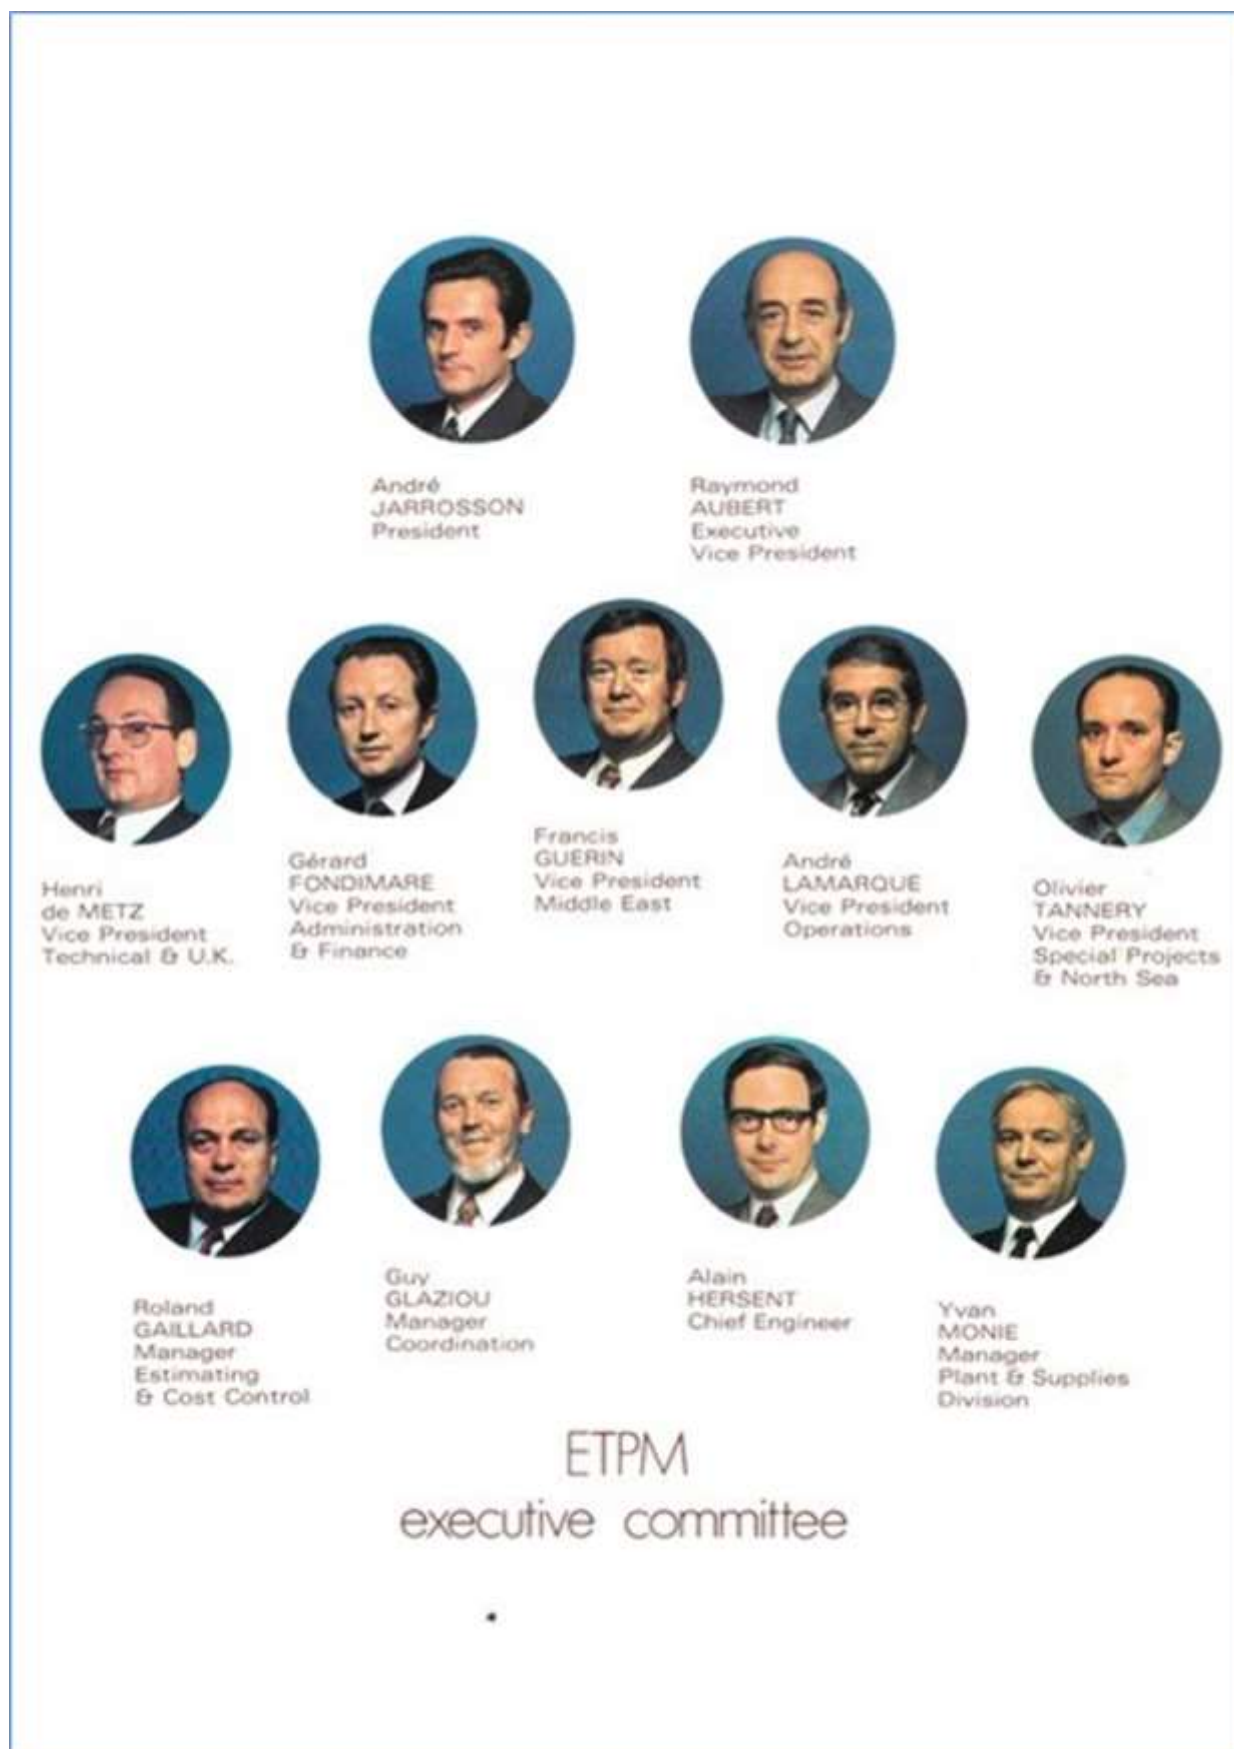 André
JARROSSON
President
Raymond
AUBERT
Executive
Vice President
Henri
de METZ
Vice President
Technical & U.K.
Gérard
FONDIMARE
Vice President
Administration
& Finance
Francis
GUERIN
Vice President
Middle East
André
LAMARQUE
Vice President
Operations
Olivier
TANNERY
Vice President
Special Projects
& North Sea
Roland
GAILLARD
Manager
Estimating
& Cost Control
Guy
GLAZIOU
Manager
Coordination
Alain
HERSENT
Chief Engineer
Yvan
MONIE
Manager
Plant & Supplies
Division
ETPM
executive committee